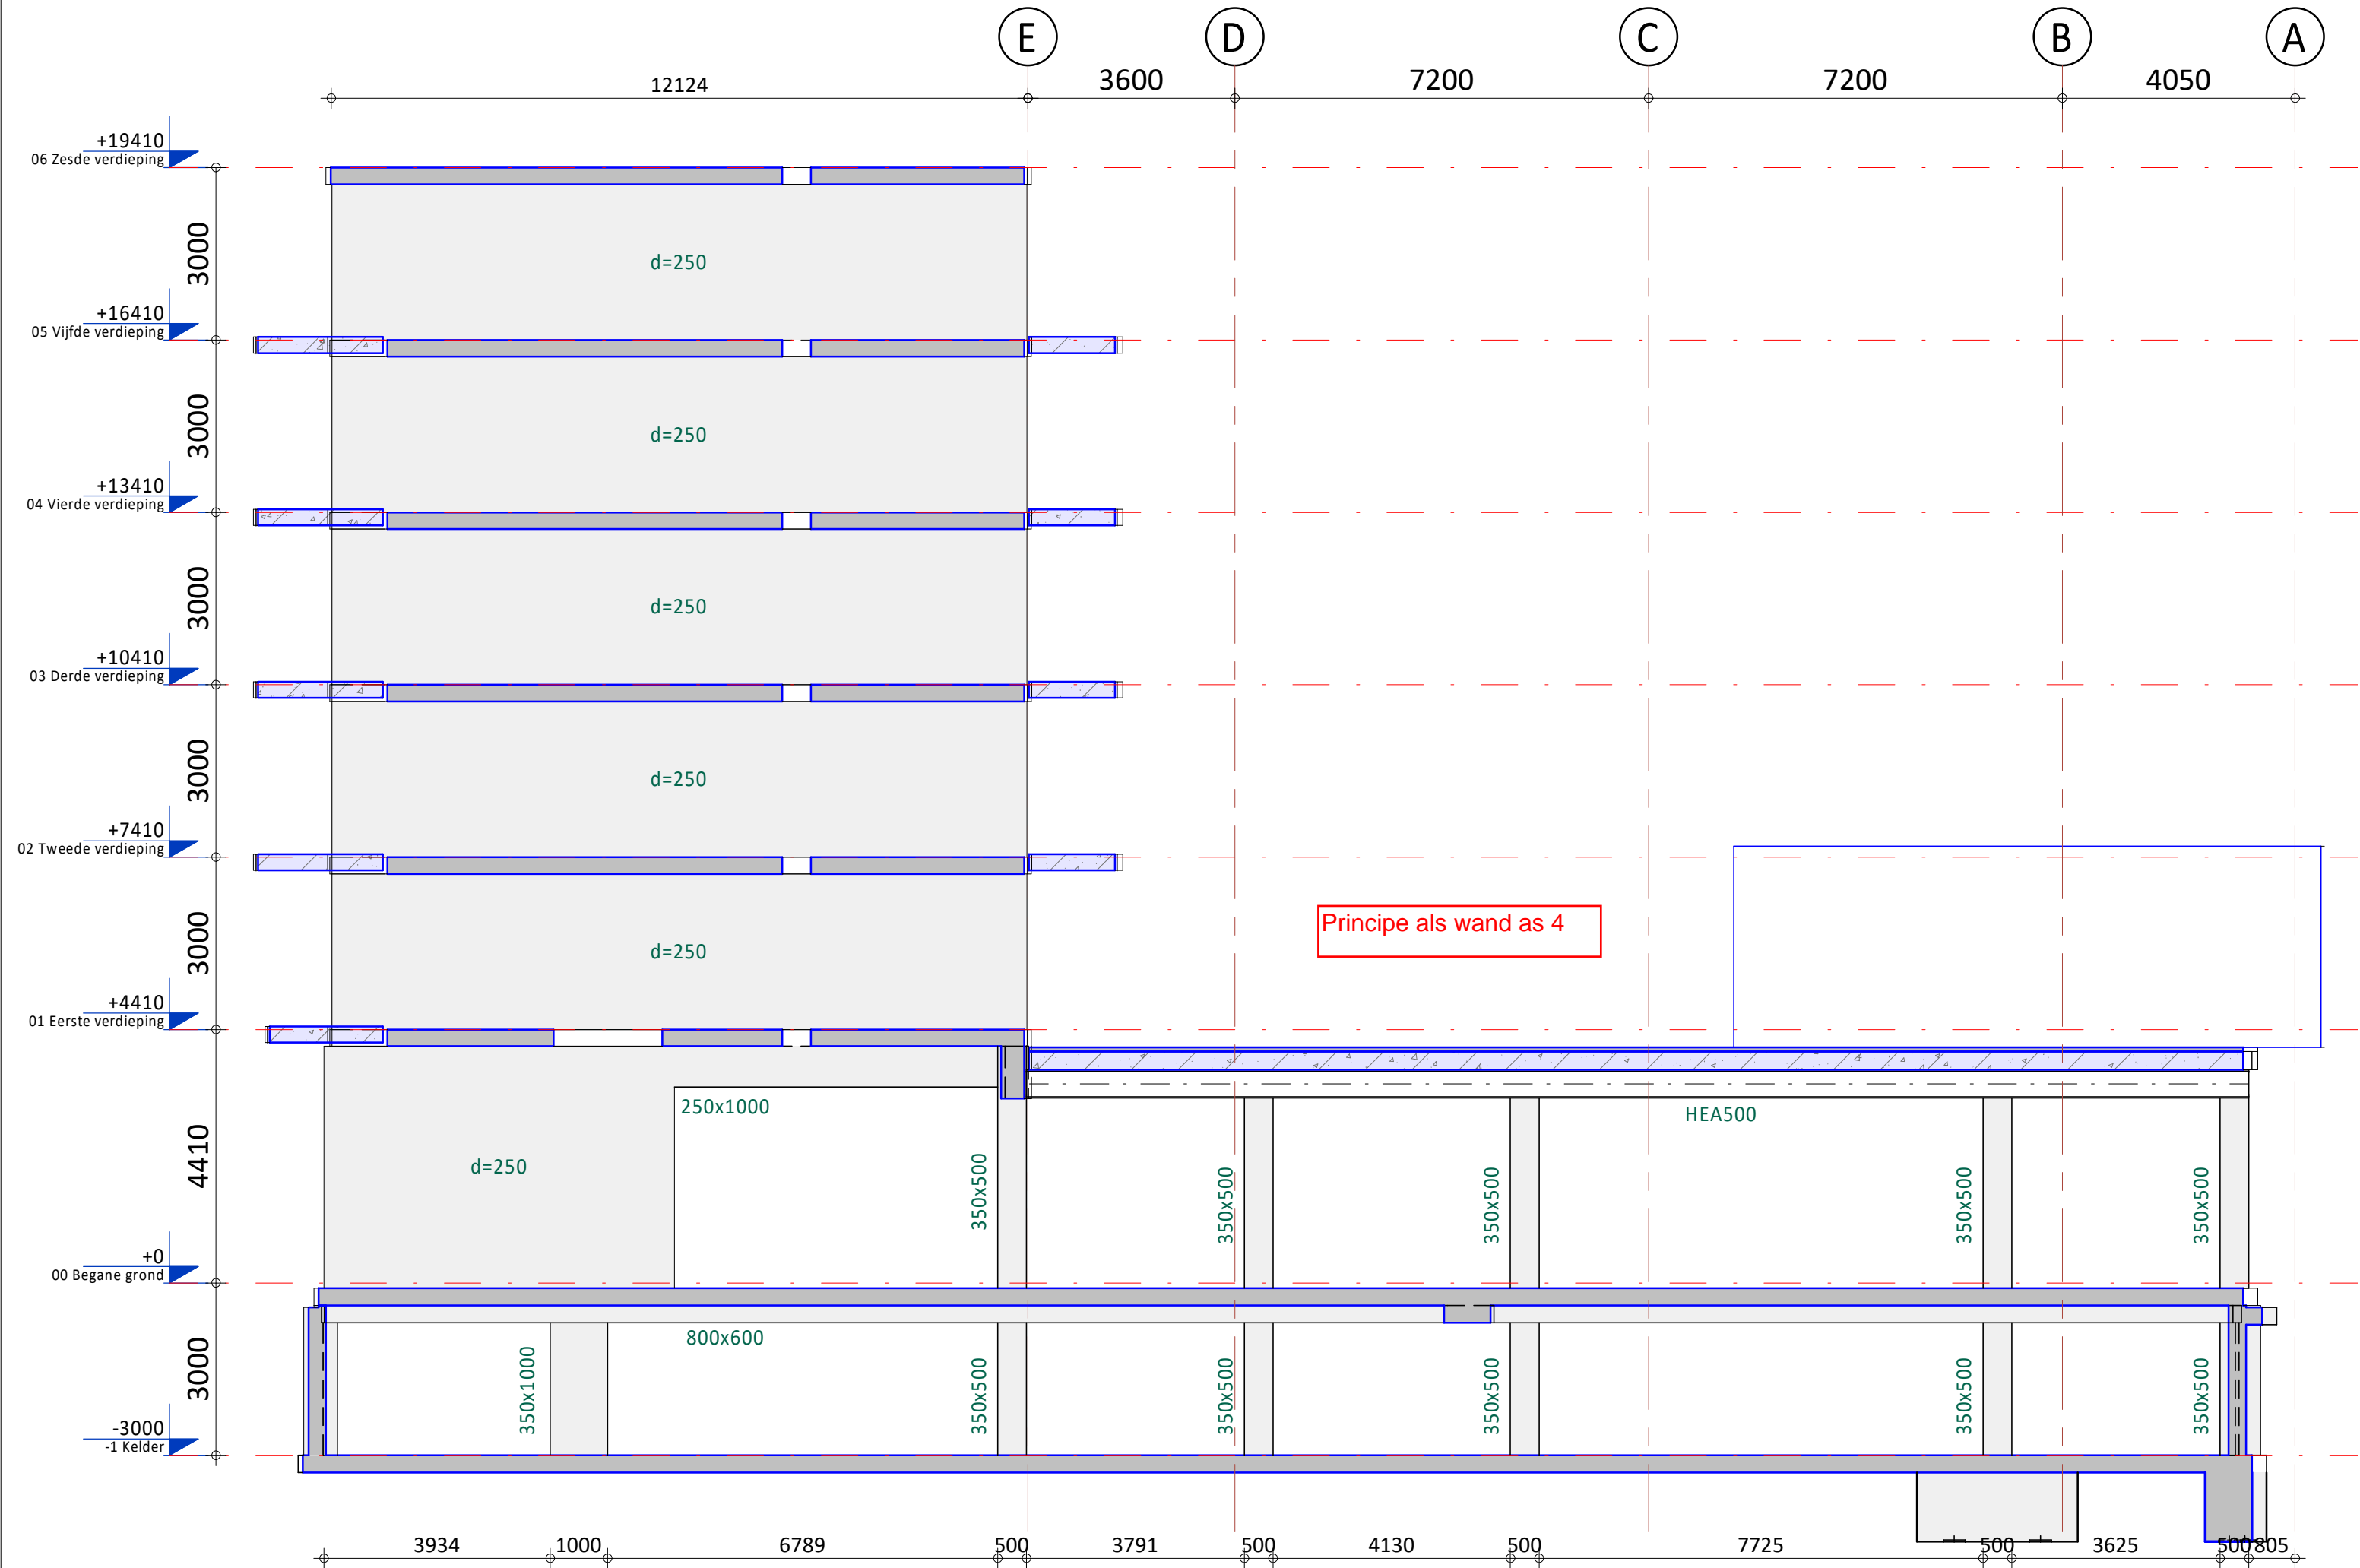 E D C B A
12124 3600 7200 7200 4050
+19410
06 Zesde verdieping
3000
d=250
+16410
05 Vijfde verdieping
3000
d=250
+13410
04 Vierde verdieping
3000
d=250
+10410
03 Derde verdieping
3000
d=250
+7410
02 Tweede verdieping
Principe als wand as 4
3000
d=250
+4410
01 Eerste verdieping
250x1000
HEA500
4410
d=250
350x500
350x500
350x500
350x500
350x500
+0
00 Begane grond
800x600
3000
350x1000
350x500
350x500
350x500
350x500
350x500
-3000
-1 Kelder
3934 1000 6789 500 3791 500 4130 500 7725 500 3625 500 805